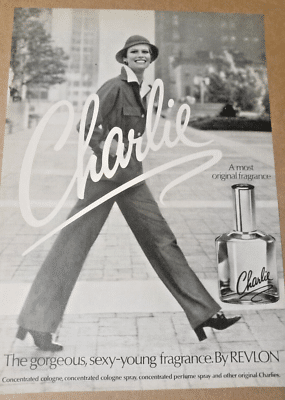 Charlie
A most
original fragrance
Charlie
The gorgeous, sexy-young fragrance. By REVLON
Concentrated cologne, concentrated cologne spray, concentrated perfume spray and other original Charlies.